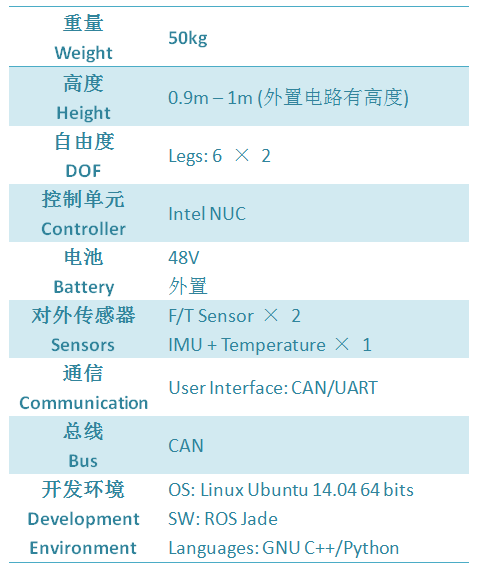 重量
Weight
50kg
高度
Height
0.9m – 1m (外置电路有高度)
自由度
DOF
Legs: 6 × 2
控制单元
Controller
Intel NUC
电池
Battery
48V
外置
对外传感器
Sensors
F/T Sensor × 2
IMU + Temperature × 1
通信
Communication
User Interface: CAN/UART
总线
Bus
CAN
开发环境
Development
Environment
OS: Linux Ubuntu 14.04 64 bits
SW: ROS Jade
Languages: GNU C++/Python